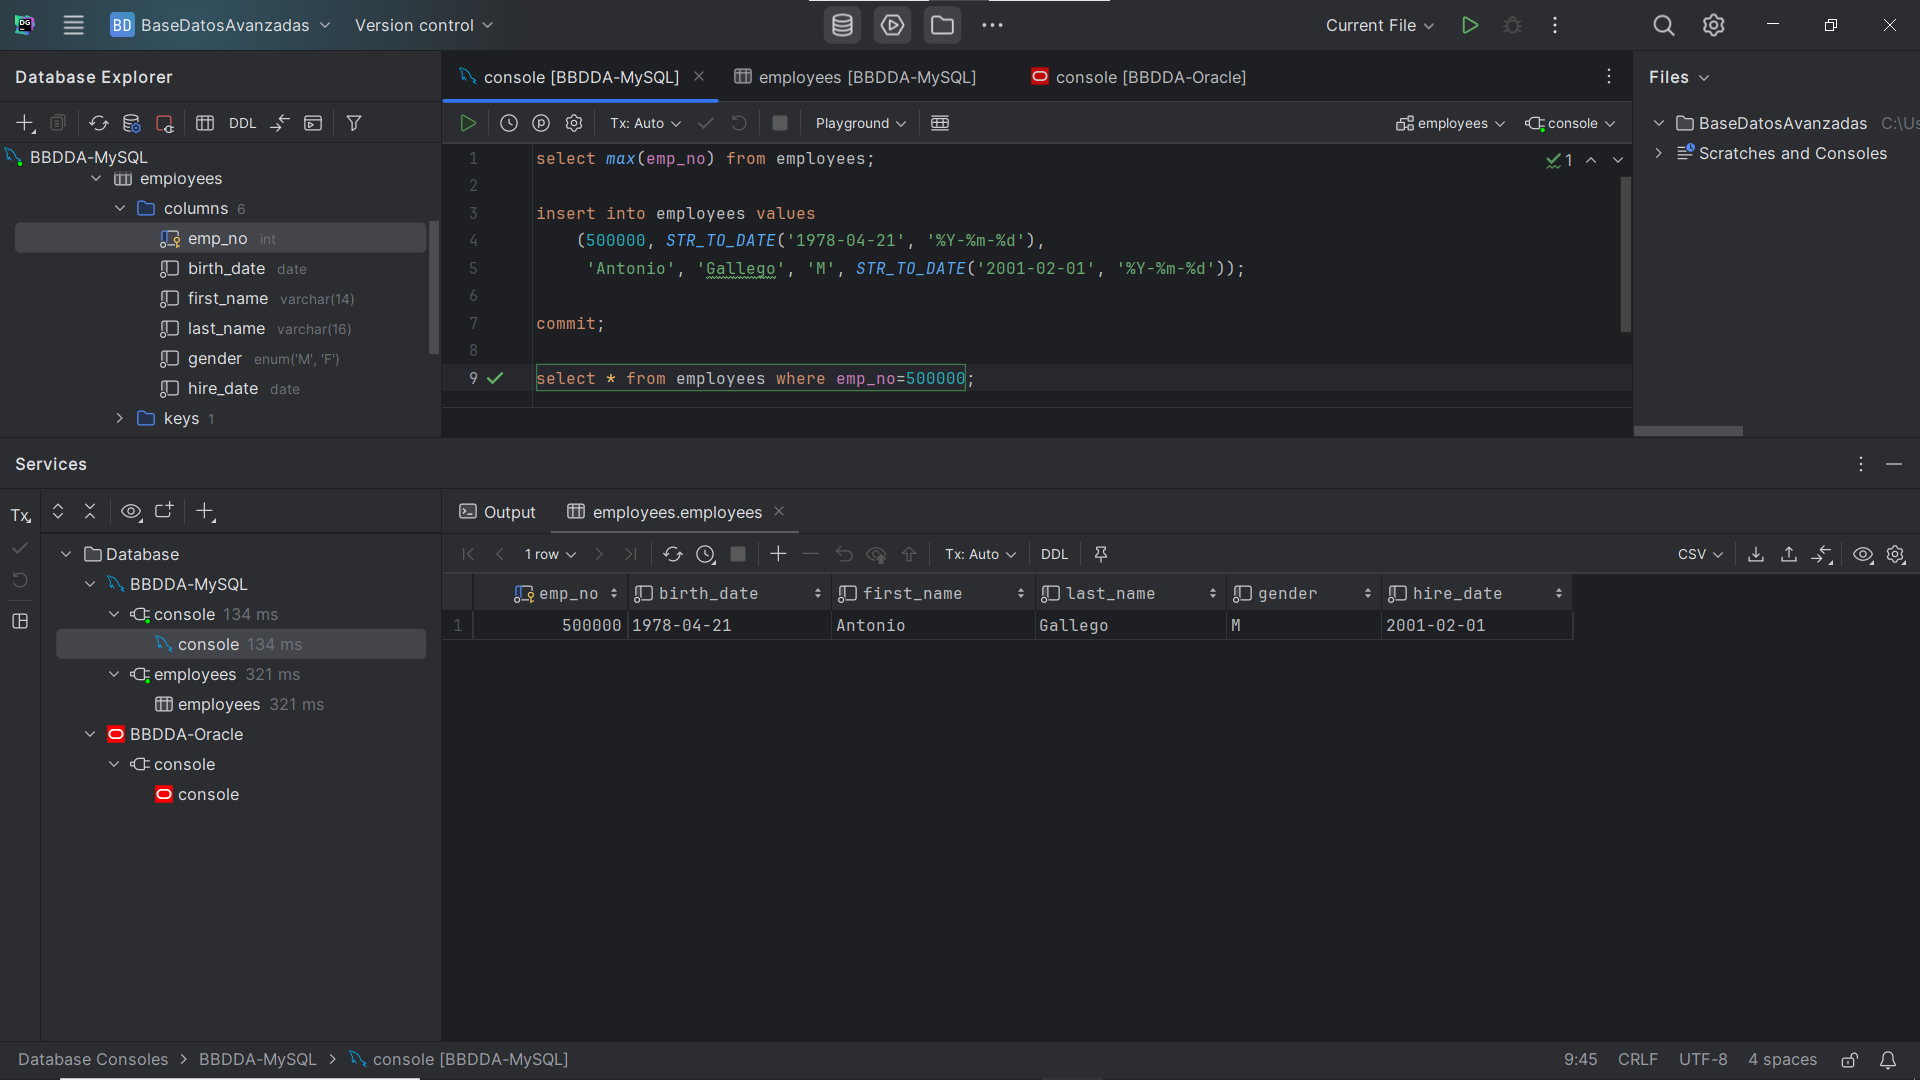 BD BaseDatosAvanzadas Version control Current File
Database Explorer
console [BBDDA-MySQL] employees [BBDDA-MySQL] console [BBDDA-Oracle]
Files
DDL
Tx: Auto Playground employees console
BaseDatosAvanzadas C:\Us
Scratches and Consoles
BBDDA-MySQL
employees
columns 6
emp_no int
birth_date date
first_name varchar(14)
last_name varchar(16)
gender enum('M', 'F')
hire_date date
keys 1
1 select max(emp_no) from employees;
2
3 insert into employees values
4 (500000, STR_TO_DATE('1978-04-21', '%Y-%m-%d'),
5 'Antonio', 'Gallego', 'M', STR_TO_DATE('2001-02-01', '%Y-%m-%d'));
6
7 commit;
8
9 select * from employees where emp_no=500000;
1
Services
Tx
Database
BBDDA-MySQL
console 134 ms
console 134 ms
employees 321 ms
employees 321 ms
BBDDA-Oracle
console
console
Output employees.employees
1 row Tx: Auto DDL CSV
emp_no birth_date first_name last_name gender hire_date
1 500000 1978-04-21 Antonio Gallego M 2001-02-01
Database Consoles > BBDDA-MySQL > console [BBDDA-MySQL] 9:45 CRLF UTF-8 4 spaces